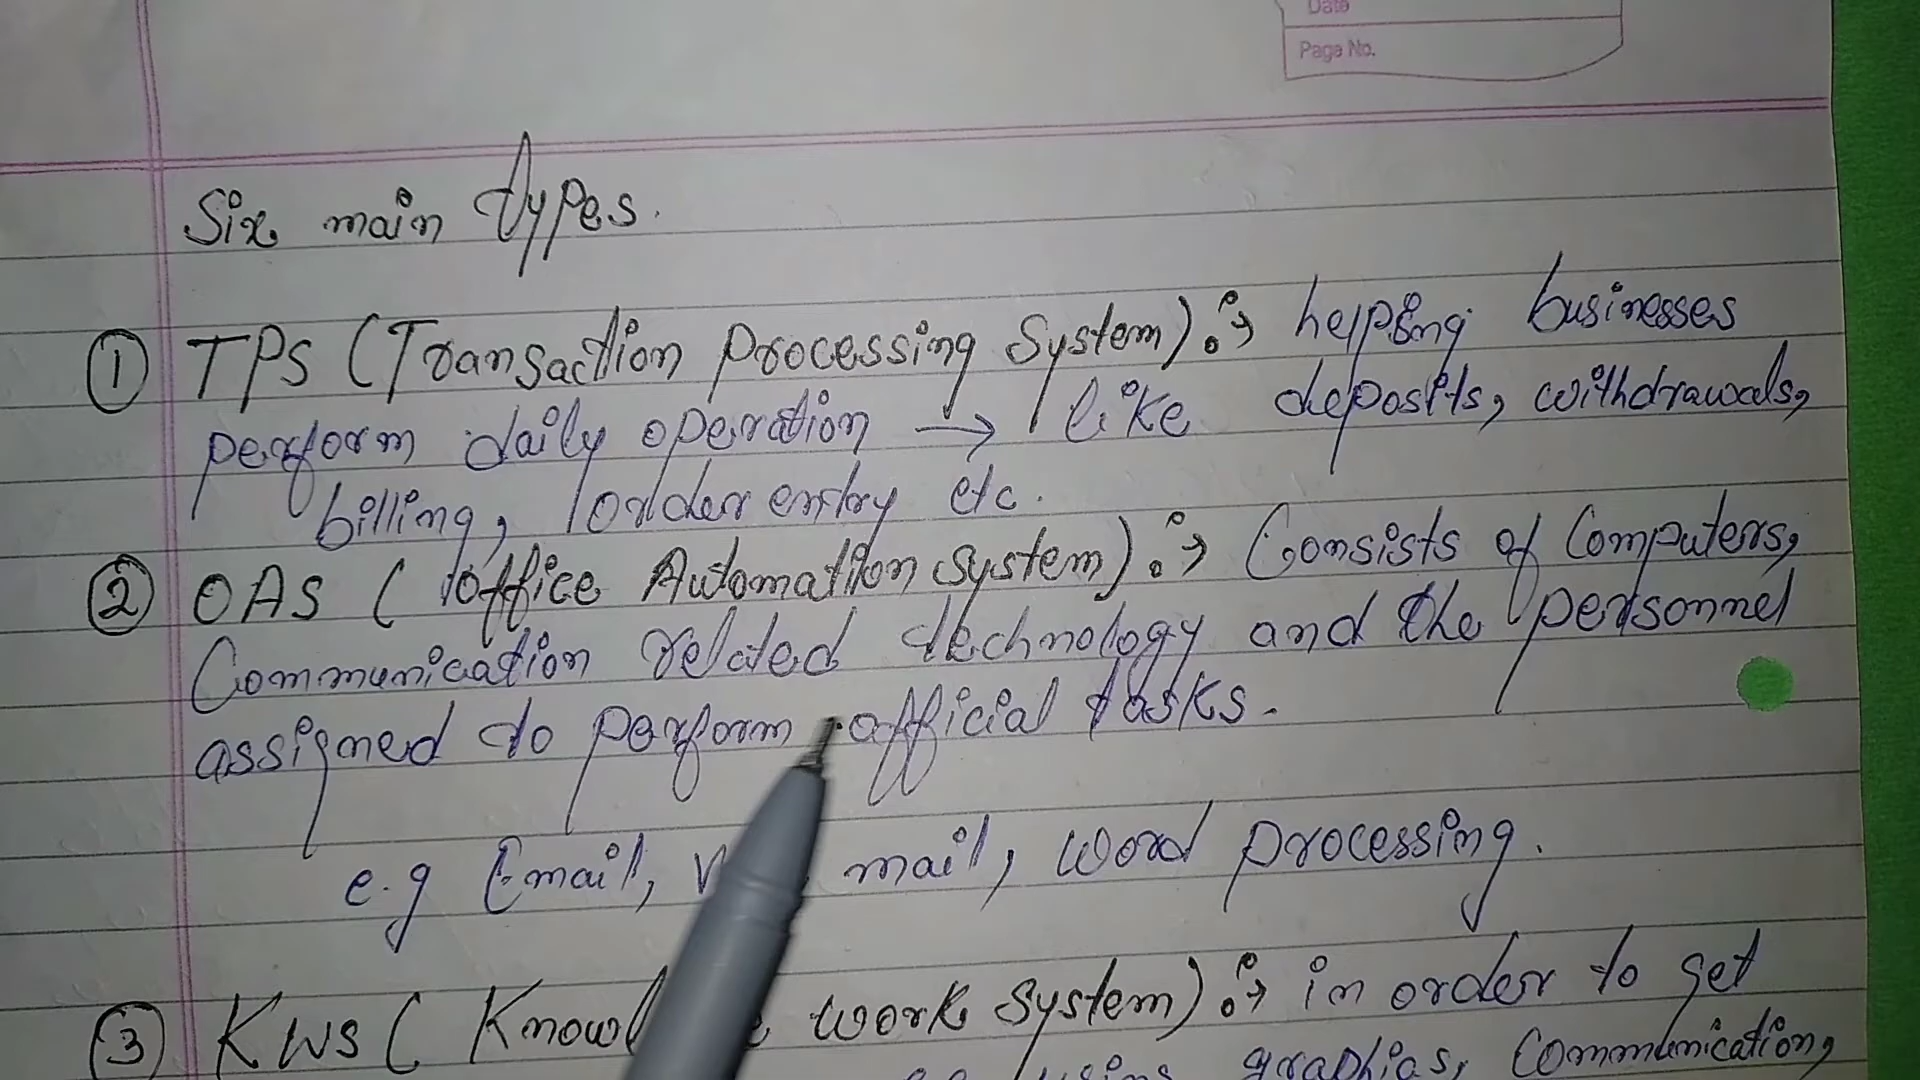 Date
Page No.
Six main types.
① TPS (Transaction Processing System) :→ helping businesses
perform daily operation → like deposits, withdrawals,
billing, order entry etc.
② OAS (Office Automation System) :→ Consists of Computers,
Communication related technology and the personnel
assigned to perform official tasks.
e.g Email, mail, word processing.
③ KWS ( work system) :→ in order to get
using graphics, Communication,